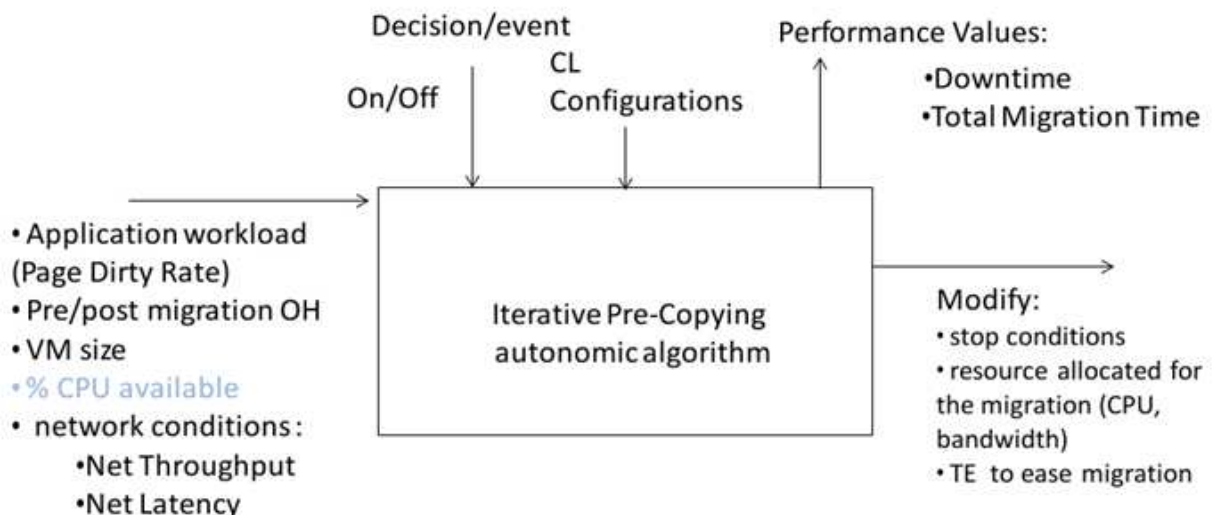 Decision/event
On/Off
CL
Configurations
Performance Values:
•Downtime
•Total Migration Time
• Application workload
(Page Dirty Rate)
• Pre/post migration OH
• VM size
• % CPU available
• network conditions:
•Net Throughput
•Net Latency
Iterative Pre-Copying
autonomic algorithm
Modify:
• stop conditions
• resource allocated for
the migration (CPU,
bandwidth)
• TE to ease migration